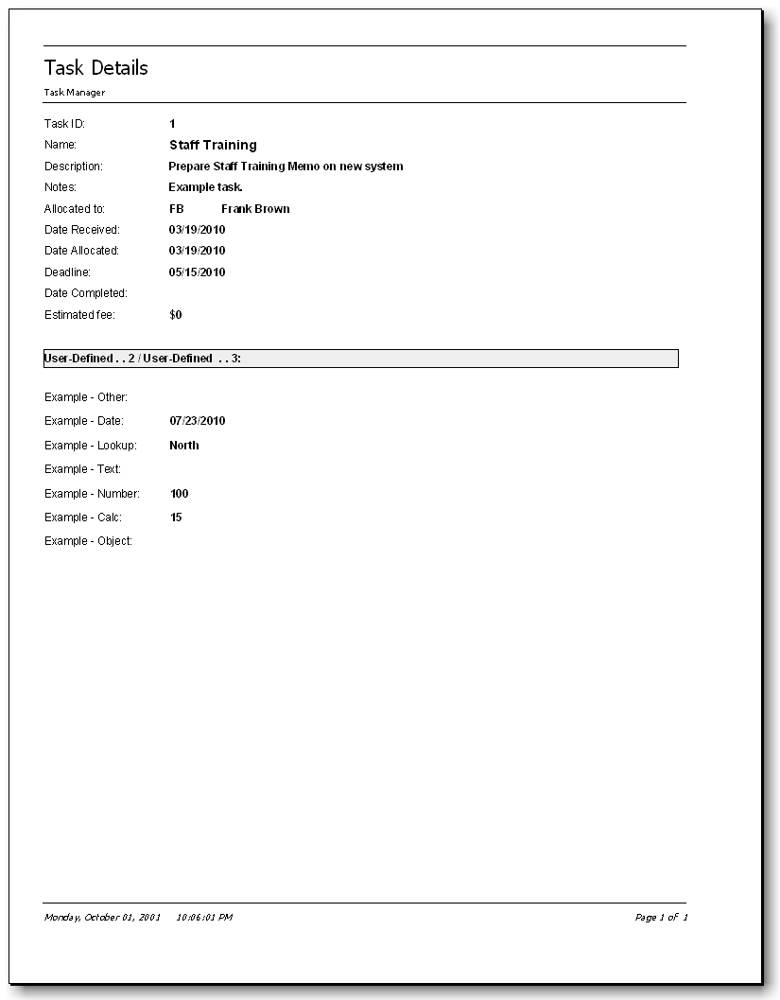 Task Details
Task Manager
Task ID: 1
Name: Staff Training
Description: Prepare Staff Training Memo on new system
Notes: Example task.
Allocated to: FB Frank Brown
Date Received: 03/19/2010
Date Allocated: 03/19/2010
Deadline: 05/15/2010
Date Completed:
Estimated fee: $0
User-Defined . . 2 / User-Defined . . 3:
Example - Other:
Example - Date: 07/23/2010
Example - Lookup: North
Example - Text:
Example - Number: 100
Example - Calc: 15
Example - Object:
Monday, October 01, 2001 10:06:01 PM Page 1 of 1